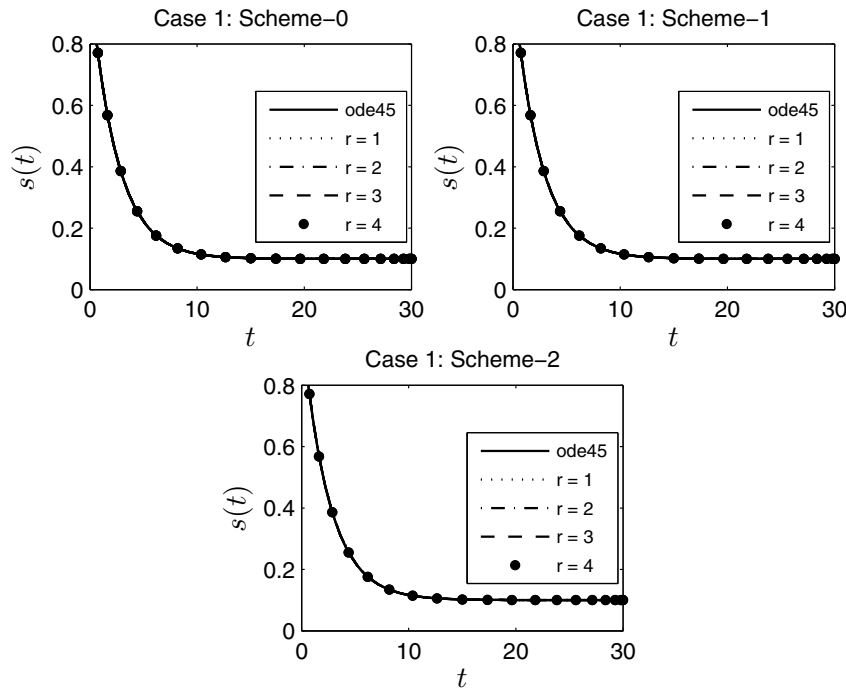 Case 1: Scheme−0
0.8
0.6
0.4
0.2
0
s(t)
ode45
r = 1
r = 2
r = 3
r = 4
0 10 20 30
t
Case 1: Scheme−1
0.8
0.6
0.4
0.2
0
s(t)
ode45
r = 1
r = 2
r = 3
r = 4
0 10 20 30
t
Case 1: Scheme−2
0.8
0.6
0.4
0.2
0
s(t)
ode45
r = 1
r = 2
r = 3
r = 4
0 10 20 30
t